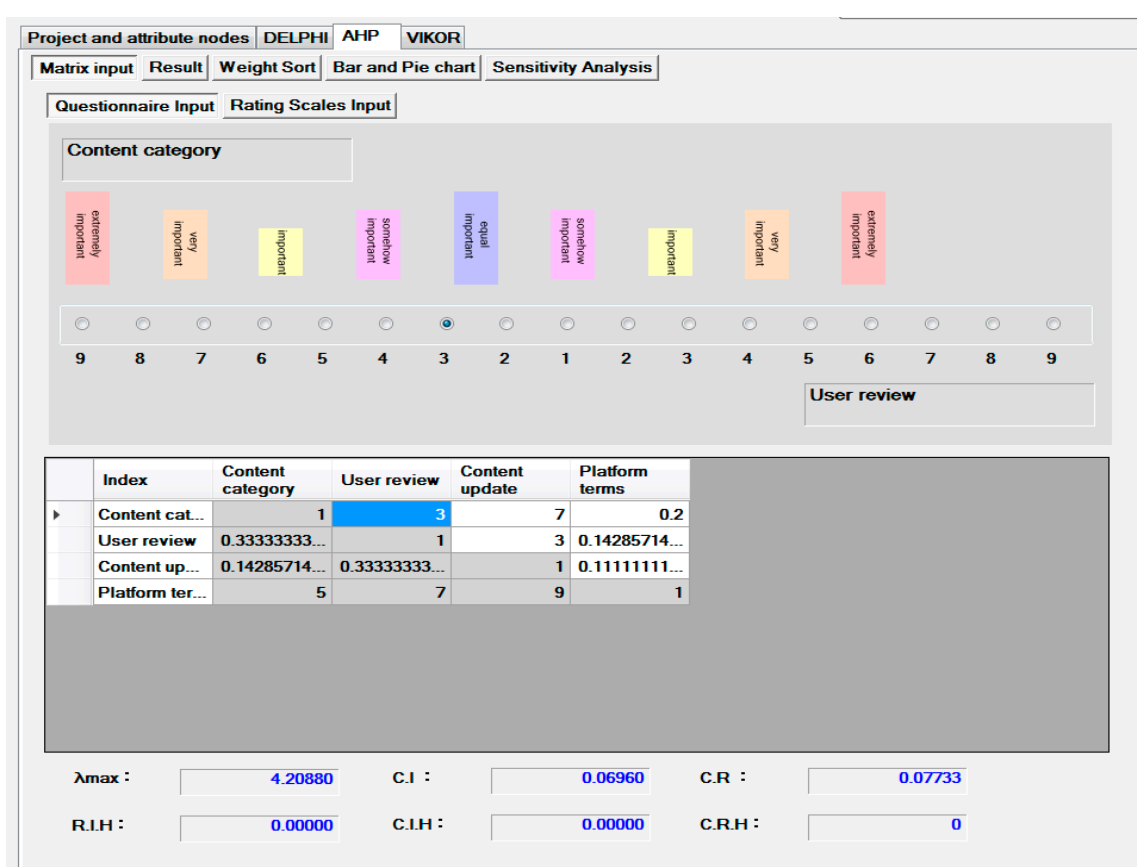 Project and attribute nodes DELPHI AHP VIKOR
Matrix input Result Weight Sort Bar and Pie chart Sensitivity Analysis
Questionnaire Input Rating Scales Input
Content category
extremely
important
very
important
important
somehow
important
equal
important
somehow
important
important
very
important
extremely
important
9 8 7 6 5 4 3 2 1 2 3 4 5 6 7 8 9
User review
Index Content category User review Content update Platform terms
Content cat... 1 3 7 0.2
User review 0.33333333... 1 3 0.14285714...
Content up... 0.14285714... 0.33333333... 1 0.11111111...
Platform ter... 5 7 9 1
λmax : 4.20880 C.I : 0.06960 C.R : 0.07733
R.I.H : 0.00000 C.I.H : 0.00000 C.R.H : 0